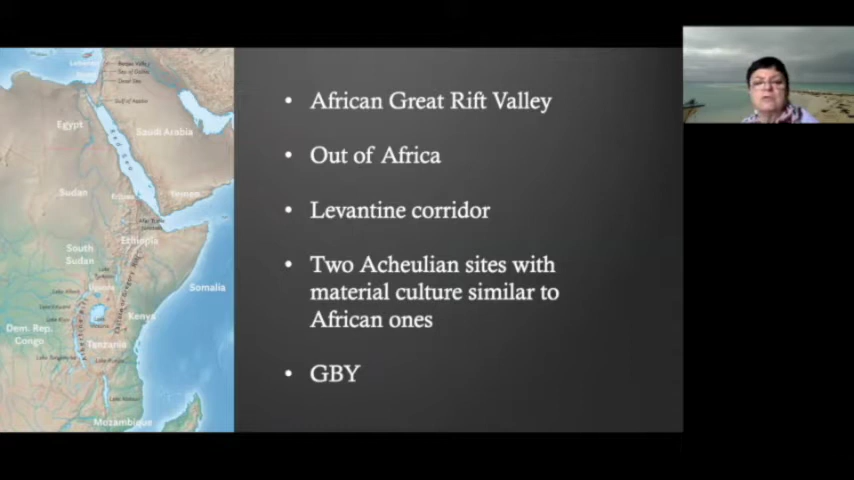 Egypt
Saudi Arabia
Sudan
Yemen
Ethiopia
South
Sudan
Somalia
Uganda
Kenya
Dem. Rep.
Congo
Tanzania
Mozambique
• African Great Rift Valley
• Out of Africa
• Levantine corridor
• Two Acheulian sites with
material culture similar to
African ones
• GBY